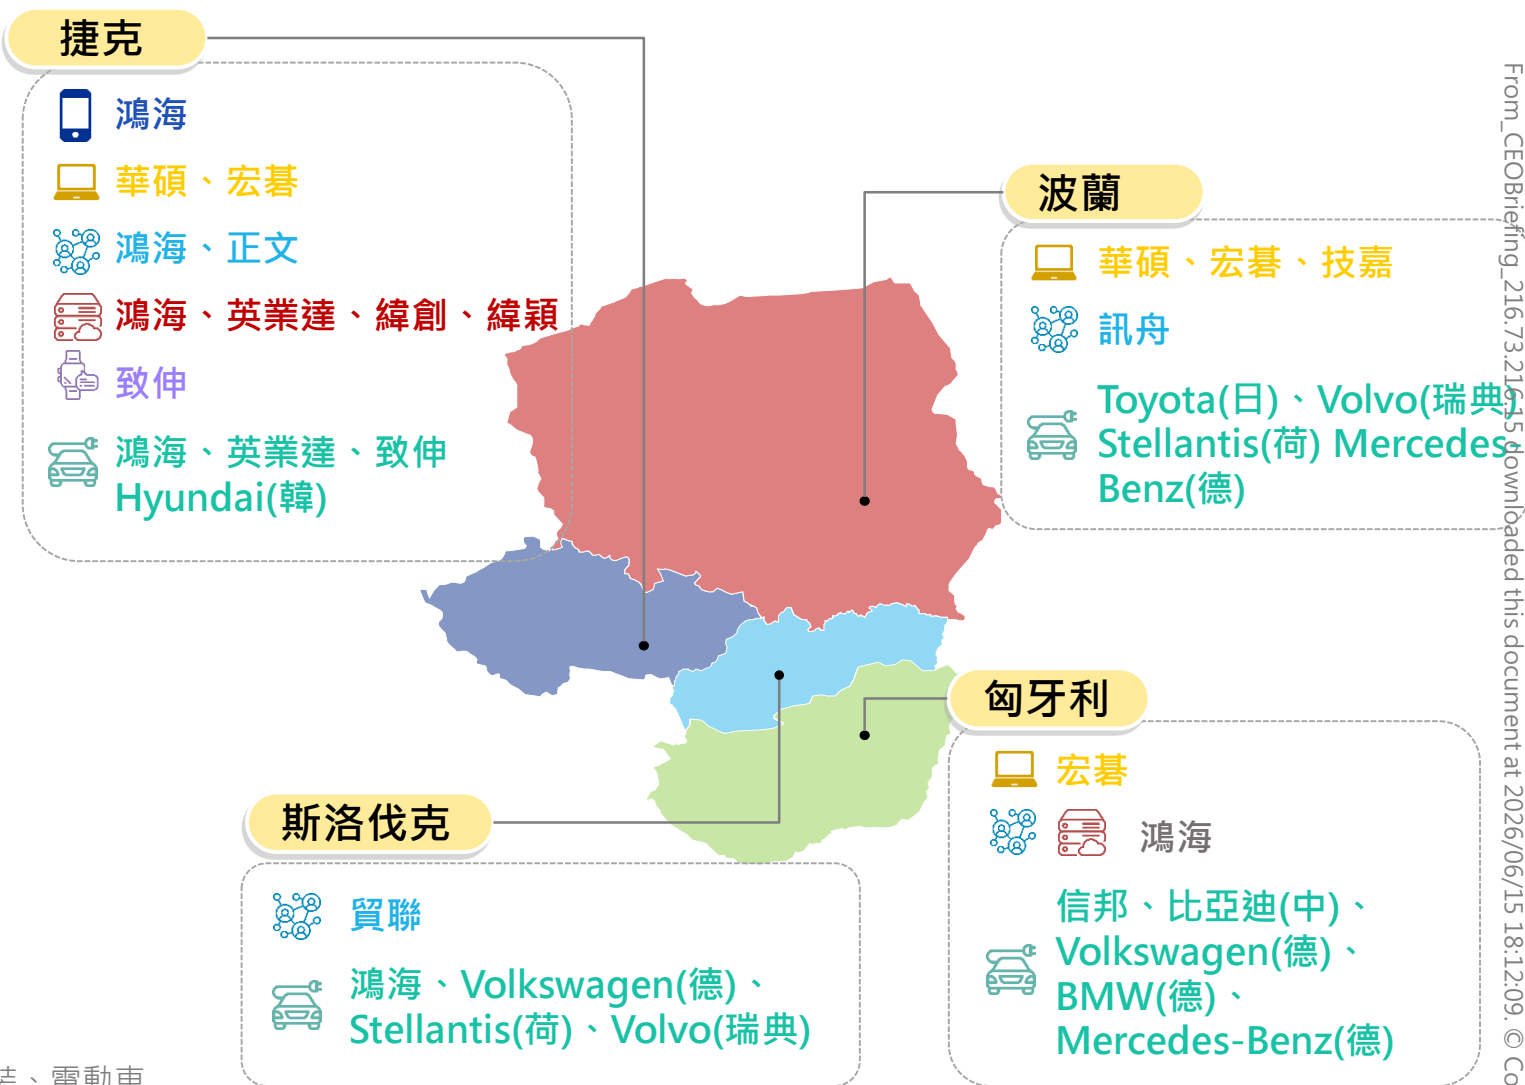 捷克
鴻海
華碩、宏碁
鴻海、正文
鴻海、英業達、緯創、緯穎
致伸
鴻海、英業達、致伸
Hyundai(韓)
波蘭
華碩、宏碁、技嘉
訊舟
Toyota(日)、Volvo(瑞典)
Stellantis(荷) Mercedes-
Benz(德)
匈牙利
宏碁
鴻海
信邦、比亞迪(中)、
Volkswagen(德)、
BMW(德)、
Mercedes-Benz(德)
斯洛伐克
貿聯
鴻海、Volkswagen(德)、
Stellantis(荷)、Volvo(瑞典)
、電動車
From_CEOBriefing_216.73.216.15 downloaded this document at 2026/06/15 18:12:09. © Co